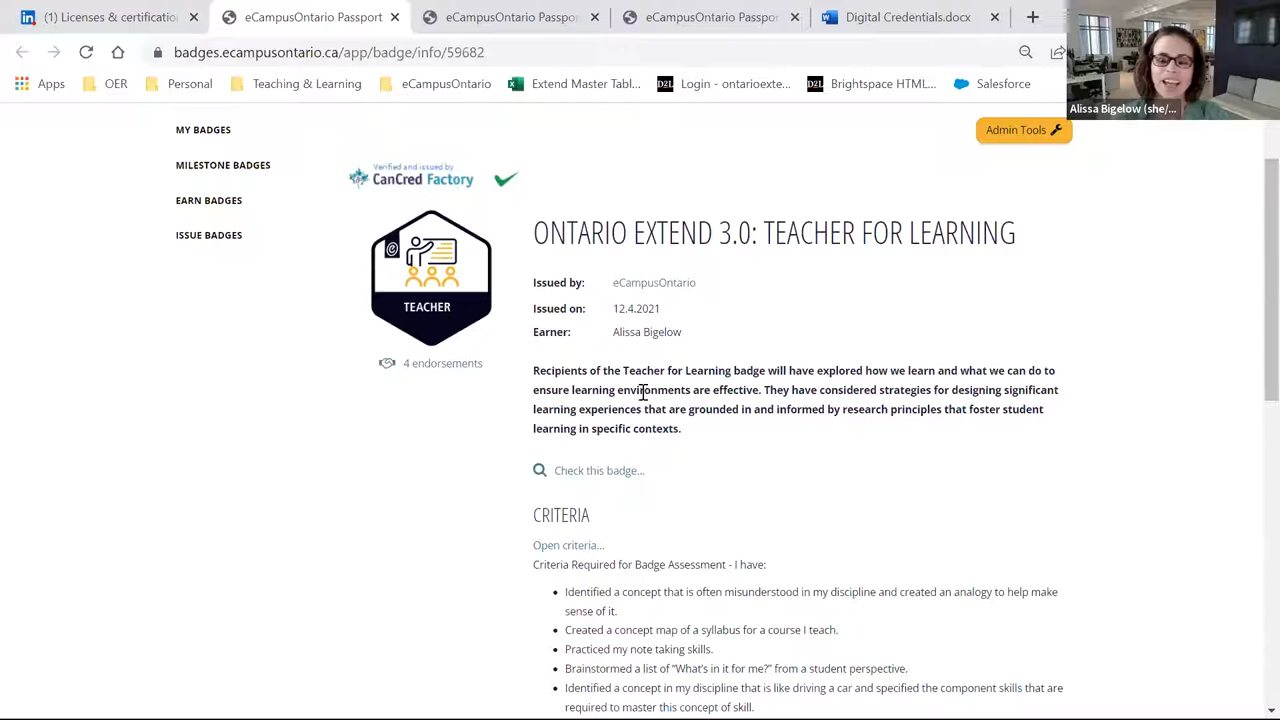 (1) Licenses & certificatio
eCampusOntario Passport
eCampusOntario Passpo
eCampusOntario Passpor
Digital Credentials.docx
badges.ecampusontario.ca/app/badge/info/59682
Apps
OER
Personal
Teaching & Learning
eCampusOntario
Extend Master Tabl...
Login - ontarioexte...
Brightspace HTML...
Salesforce
Alissa Bigelow (she/...
MY BADGES
MILESTONE BADGES
EARN BADGES
ISSUE BADGES
Admin Tools
Verified and issued by
CanCred Factory
TEACHER
4 endorsements
ONTARIO EXTEND 3.0: TEACHER FOR LEARNING
Issued by: eCampusOntario
Issued on: 12.4.2021
Earner: Alissa Bigelow
Recipients of the Teacher for Learning badge will have explored how we learn and what we can do to
ensure learning environments are effective. They have considered strategies for designing significant
learning experiences that are grounded in and informed by research principles that foster student
learning in specific contexts.
Check this badge...
CRITERIA
Open criteria...
Criteria Required for Badge Assessment - I have:
• Identified a concept that is often misunderstood in my discipline and created an analogy to help make
sense of it.
• Created a concept map of a syllabus for a course I teach.
• Practiced my note taking skills.
• Brainstormed a list of “What’s in it for me?” from a student perspective.
• Identified a concept in my discipline that is like driving a car and specified the component skills that are
required to master this concept of skill.